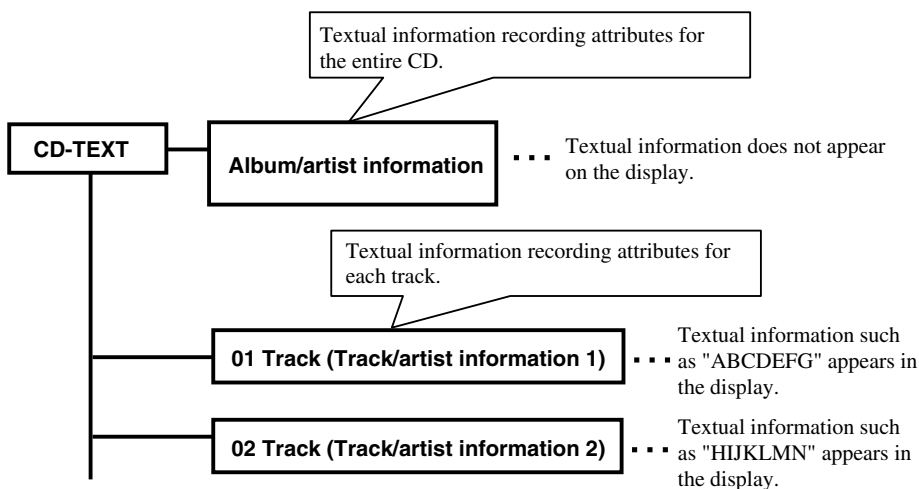 Textual information recording attributes for
the entire CD.
CD-TEXT
Album/artist information
Textual information does not appear
on the display.
Textual information recording attributes for
each track.
01 Track (Track/artist information 1)
Textual information such
as "ABCDEFG" appears in
the display.
02 Track (Track/artist information 2)
Textual information such
as "HIJKLMN" appears in
the display.